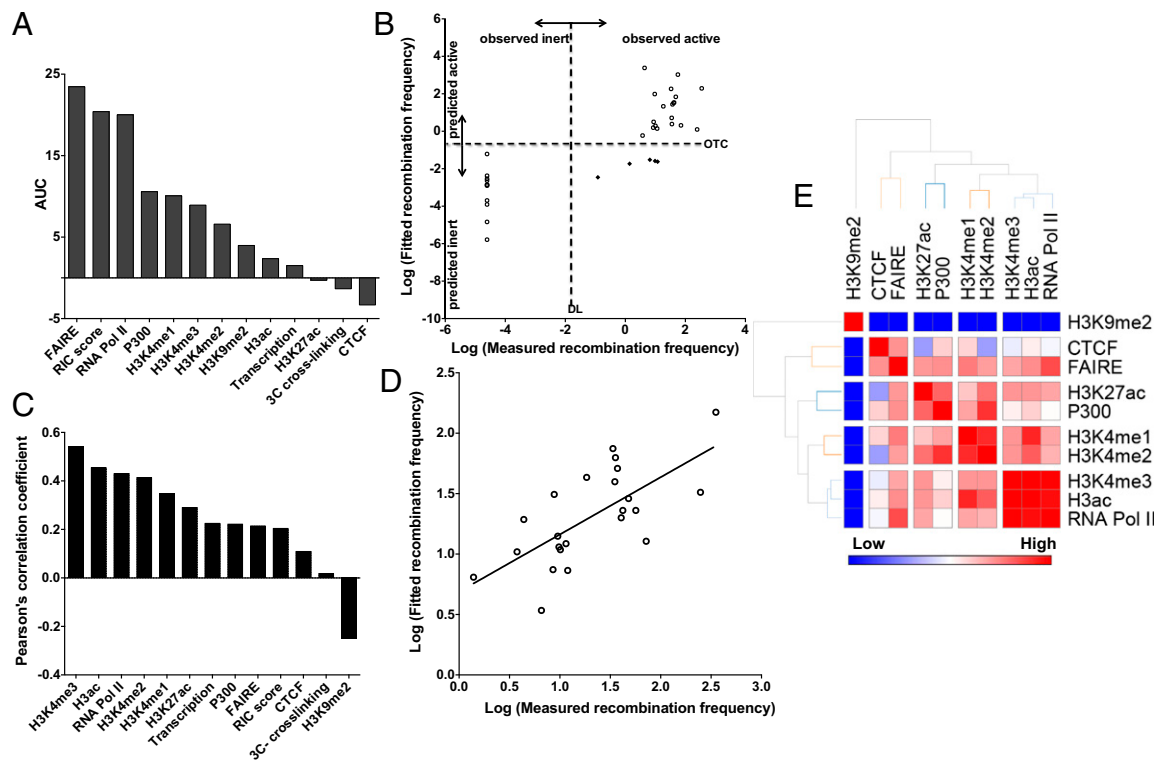 A
25
15
5
-5
AUC
FAIRE
RIC score
RNA Pol II
P300
H3K4me1
H3K4me3
H3K4me2
H3K9me2
H3ac
Transcription
H3K27ac
3C crosslinking
CTCF
B
6
4
2
0
-2
-4
-6
-8
-10
Log (Fitted recombination frequency)
predicted active
predicted inert
observed inert
observed active
OTC
DL
-6
-4
-2
0
2
4
Log (Measured recombination frequency)
C
0.6
0.4
0.2
0.0
-0.2
-0.4
Pearson's correlation coefficient
H3K4me3
H3ac
RNA Pol II
H3K4me2
H3K4me1
H3K27ac
Transcription
P300
FAIRE
RIC score
CTCF
3C- crosslinking
H3K9me2
D
2.5
2.0
1.5
1.0
0.5
0.0
Log (Fitted recombination frequency)
0.0
0.5
1.0
1.5
2.0
2.5
3.0
Log (Measured recombination frequency)
E
H3K9me2
CTCF
FAIRE
H3K27ac
P300
H3K4me1
H3K4me2
H3K4me3
H3ac
RNA Pol II
H3K9me2
CTCF
FAIRE
H3K27ac
P300
H3K4me1
H3K4me2
H3K4me3
H3ac
RNA Pol II
Low
High